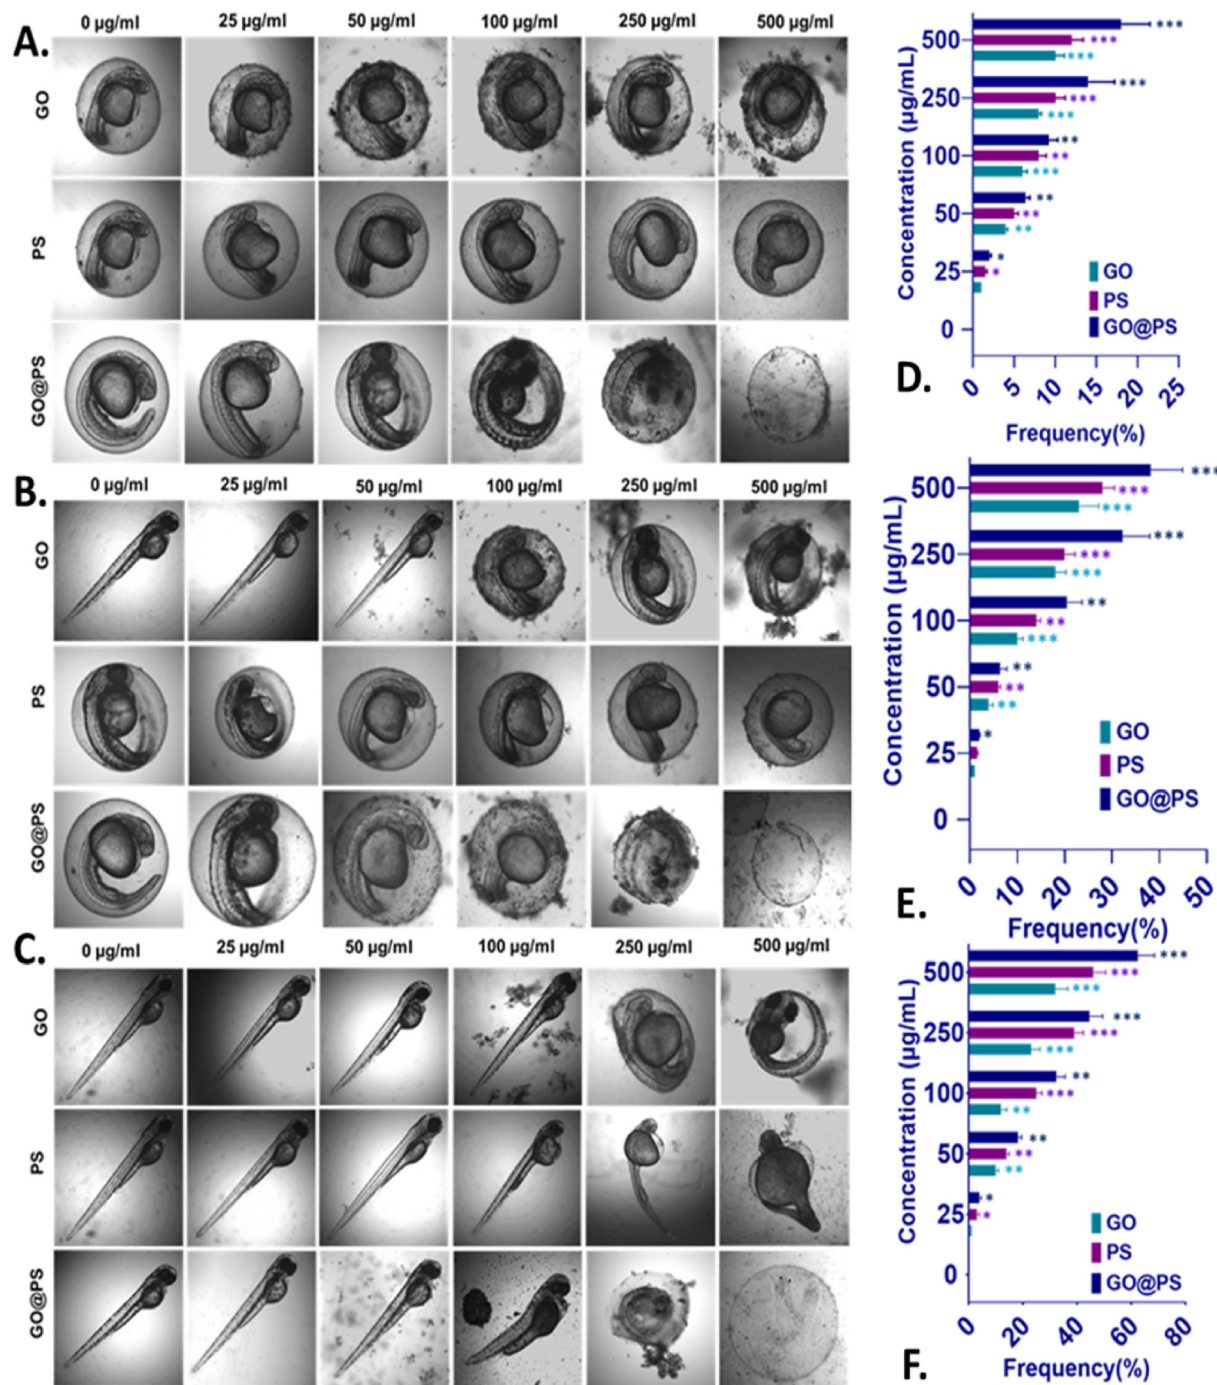 A.
0 µg/ml 25 µg/ml 50 µg/ml 100 µg/ml 250 µg/ml 500 µg/ml
GO
PS
GO@PS
B.
0 µg/ml 25 µg/ml 50 µg/ml 100 µg/ml 250 µg/ml 500 µg/ml
GO
PS
GO@PS
C.
0 µg/ml 25 µg/ml 50 µg/ml 100 µg/ml 250 µg/ml 500 µg/ml
GO
PS
GO@PS
Concentration (µg/mL)
***
500 ***
***
***
250 ***
***
**
100 **
***
**
50 **
**
*
25 *
0
GO
PS
GO@PS
0 5 10 15 20 25
D.
Frequency(%)
Concentration (µg/mL)
***
500 ***
***
***
250 ***
***
**
100 **
***
**
50 **
**
*
25
0
GO
PS
GO@PS
0 10 20 30 40 50
E.
Frequency(%)
Concentration (µg/mL)
***
500 ***
***
***
250 ***
***
**
100 ***
**
**
50 **
**
*
25 *
0
GO
PS
GO@PS
0 20 40 60 80
F.
Frequency(%)